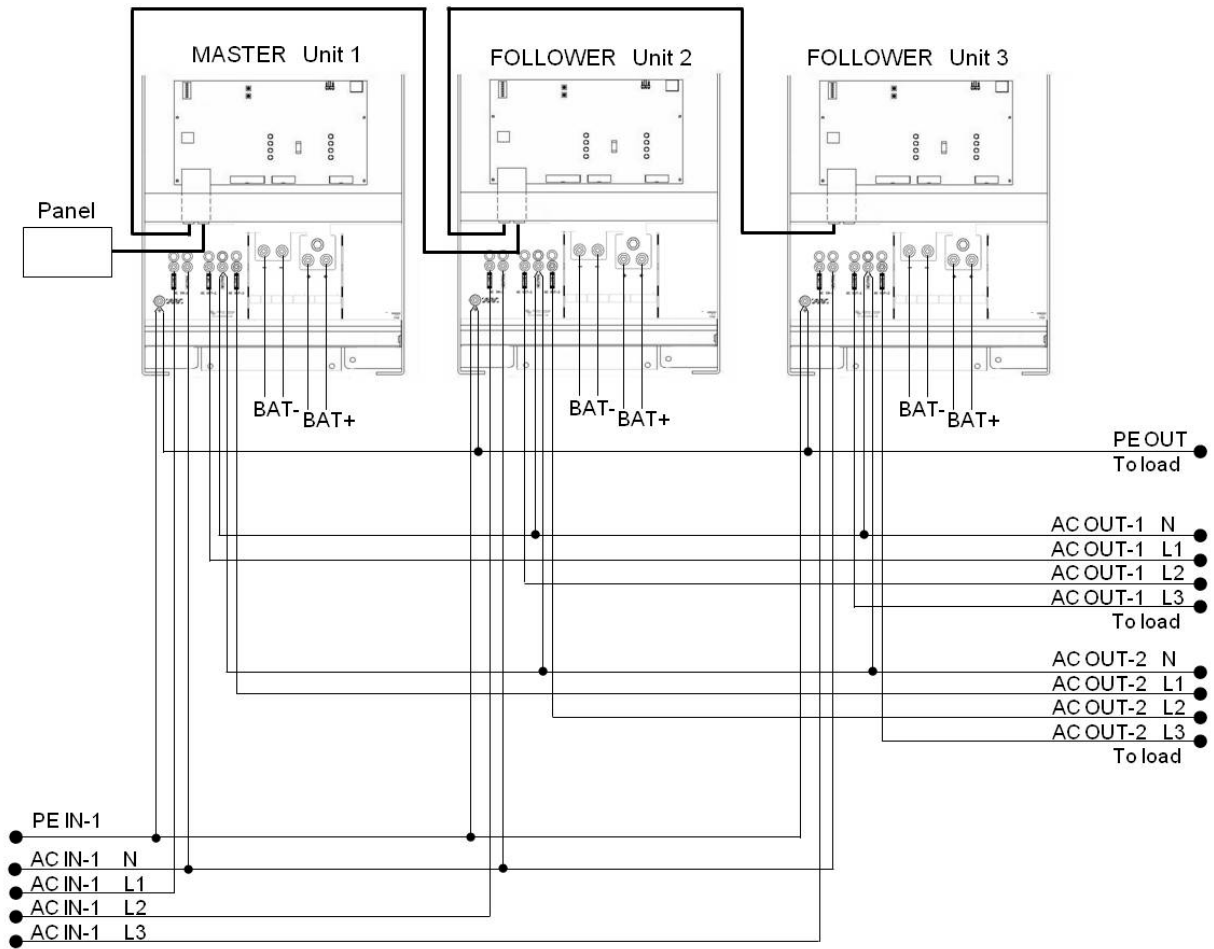 MASTER Unit 1
FOLLOWER Unit 2
FOLLOWER Unit 3
Panel
BAT-
BAT+
BAT-
BAT+
BAT-
BAT+
PE OUT
To load
AC OUT-1 N
AC OUT-1 L1
AC OUT-1 L2
AC OUT-1 L3
To load
AC OUT-2 N
AC OUT-2 L1
AC OUT-2 L2
AC OUT-2 L3
To load
PE IN-1
AC IN-1 N
AC IN-1 L1
AC IN-1 L2
AC IN-1 L3